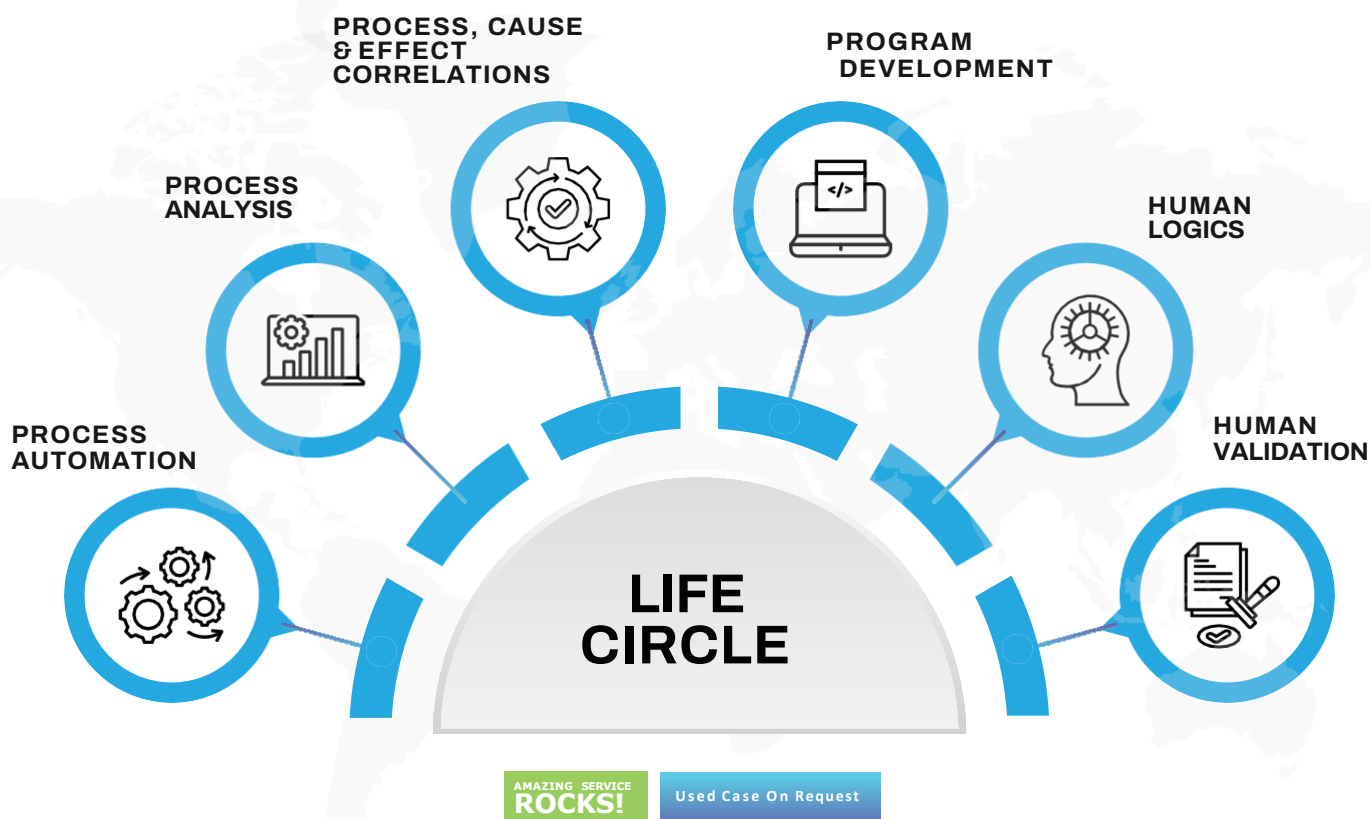 PROCESS, CAUSE
& EFFECT
CORRELATIONS
PROGRAM
DEVELOPMENT
PROCESS
ANALYSIS
HUMAN
LOGICS
PROCESS
AUTOMATION
HUMAN
VALIDATION
</>
LIFE
CIRCLE
AMAZING SERVICE
ROCKS!
Used Case On Request